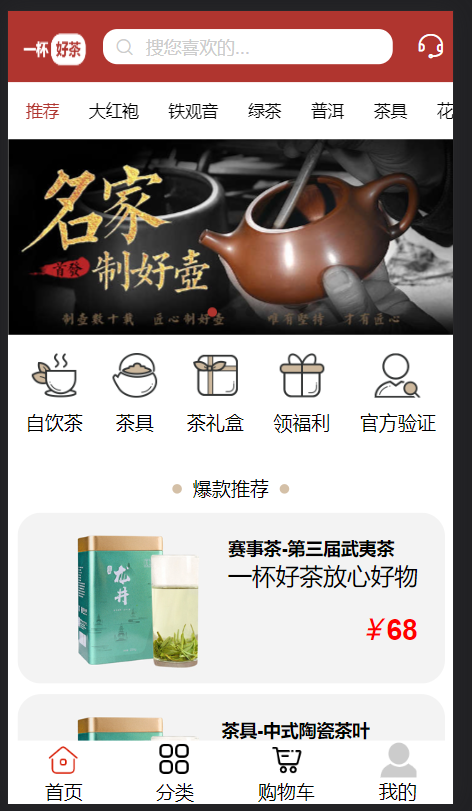 一杯 好茶
搜您喜欢的...
推荐 大红袍 铁观音 绿茶 普洱 茶具 花
名家
首發
制好壶
制壶數十载 匠心制好壶 唯有坚持 才有匠心
自饮茶 茶具 茶礼盒 领福利 官方验证
爆款推荐
龙井
赛事茶-第三届武夷茶
一杯好茶放心好物
￥68
茶具-中式陶瓷茶叶
首页 分类 购物车 我的